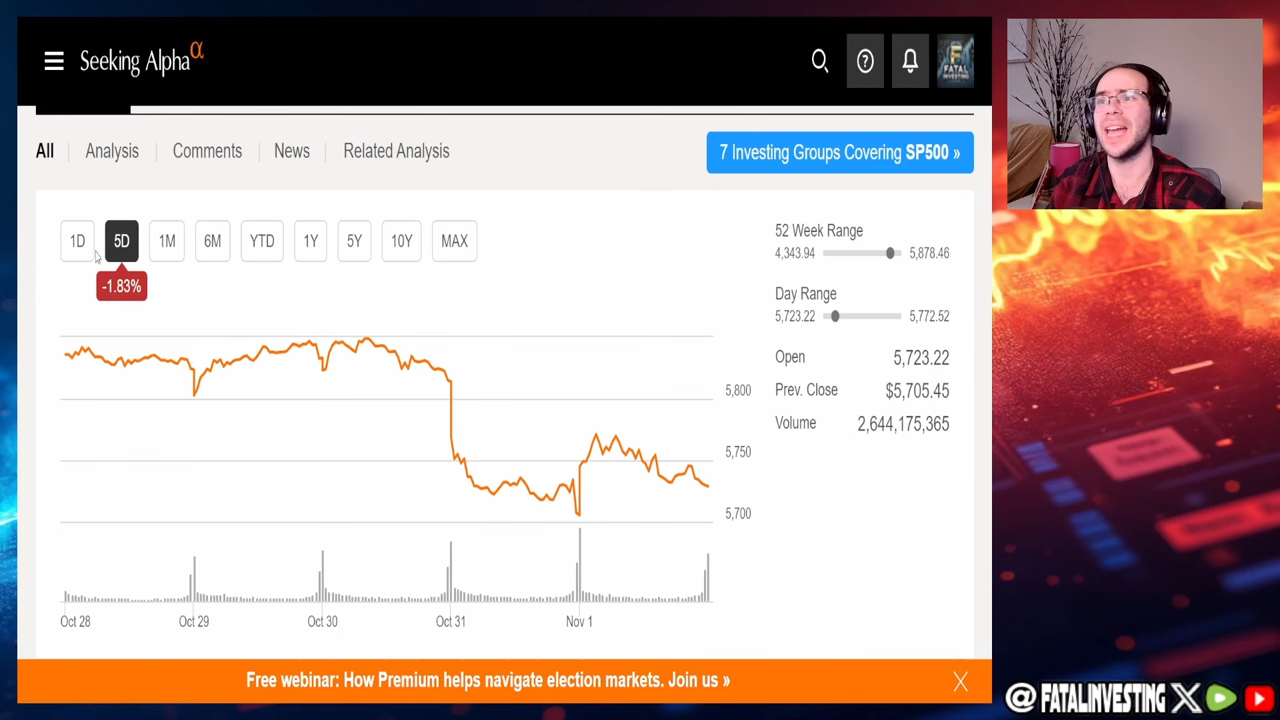 Seeking Alpha α
F
FATAL
INVESTING
All
Analysis
Comments
News
Related Analysis
7 Investing Groups Covering SP500 »
1D
5D
1M
6M
YTD
1Y
5Y
10Y
MAX
-1.83%
52 Week Range
4,343.94
5,878.46
Day Range
5,723.22
5,772.52
Open
5,723.22
Prev. Close
$5,705.45
Volume
2,644,175,365
5,800
5,750
5,700
Oct 28
Oct 29
Oct 30
Oct 31
Nov 1
Free webinar: How Premium helps navigate election markets. Join us »
@FATALINVESTING